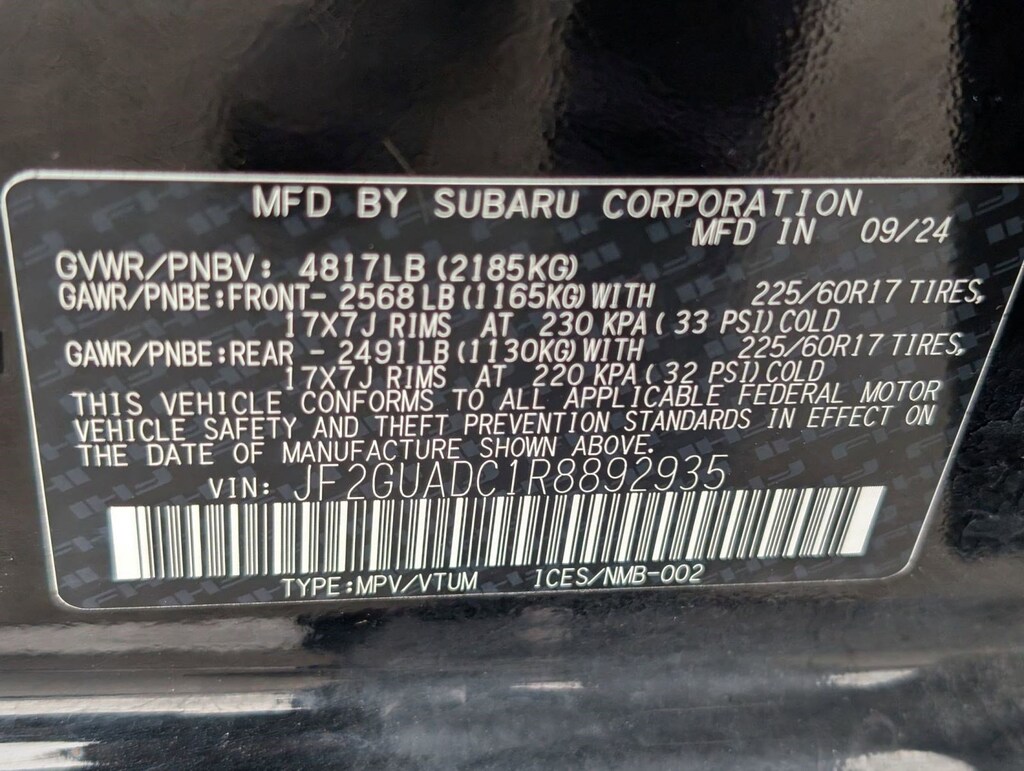 MFD BY SUBARU CORPORATION
MFD IN 09/24
GVWR/PNBV: 4817LB (2185KG)
GAWR/PNBE:FRONT- 2568 LB (1165KG) WITH 225/60R17 TIRES,
17X7J RIMS AT 230 KPA ( 33 PSI) COLD
GAWR/PNBE:REAR - 2491 LB (1130KG) WITH 225/60R17 TIRES,
17X7J RIMS AT 220 KPA ( 32 PSI) COLD
THIS VEHICLE CONFORMS TO ALL APPLICABLE FEDERAL MOTOR
VEHICLE SAFETY AND THEFT PREVENTION STANDARDS IN EFFECT ON
THE DATE OF MANUFACTURE SHOWN ABOVE.
VIN: JF2GUADC1R8892935
TYPE:MPV/VTUM ICES/NMB-002